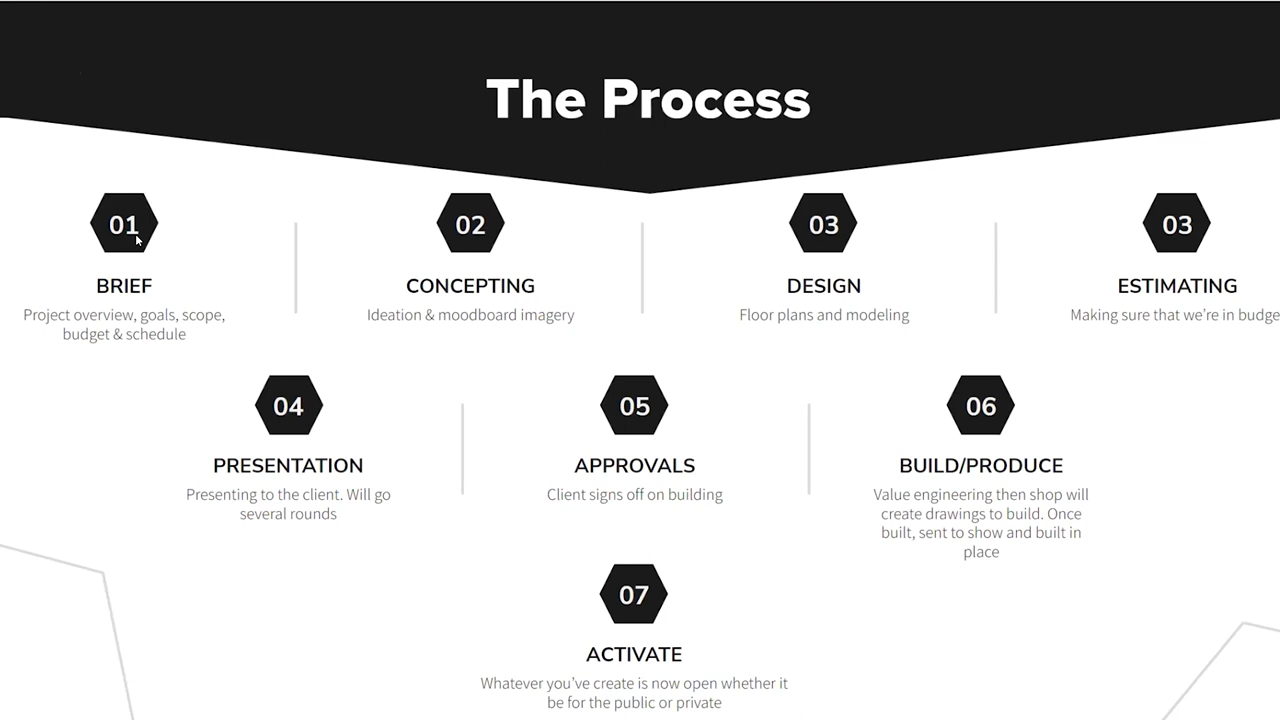 The Process
01
BRIEF
Project overview, goals, scope,
budget & schedule
02
CONCEPTING
Ideation & moodboard imagery
03
DESIGN
Floor plans and modeling
03
ESTIMATING
Making sure that we’re in budge
04
PRESENTATION
Presenting to the client. Will go
several rounds
05
APPROVALS
Client signs off on building
06
BUILD/PRODUCE
Value engineering then shop will
create drawings to build. Once
built, sent to show and built in
place
07
ACTIVATE
Whatever you’ve create is now open whether it
be for the public or private